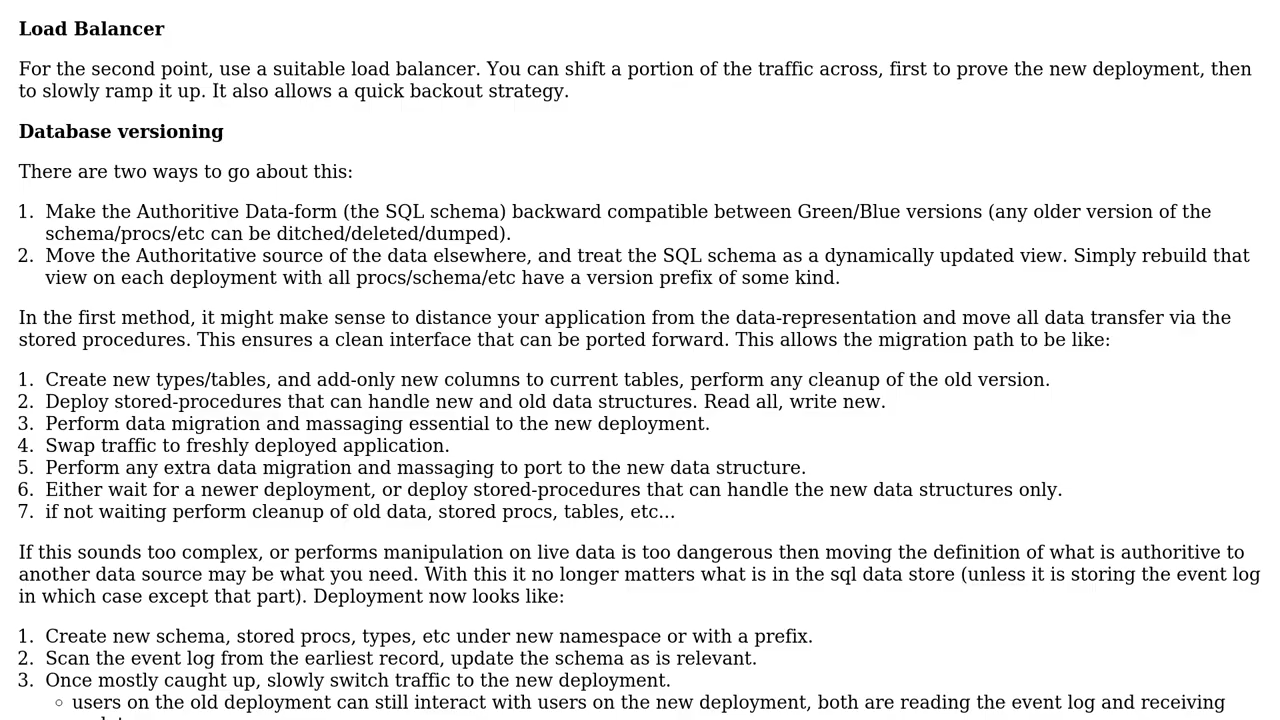 Load Balancer
For the second point, use a suitable load balancer. You can shift a portion of the traffic across, first to prove the new deployment, then
to slowly ramp it up. It also allows a quick backout strategy.
Database versioning
There are two ways to go about this:
1. Make the Authoritive Data-form (the SQL schema) backward compatible between Green/Blue versions (any older version of the
schema/procs/etc can be ditched/deleted/dumped).
2. Move the Authoritative source of the data elsewhere, and treat the SQL schema as a dynamically updated view. Simply rebuild that
view on each deployment with all procs/schema/etc have a version prefix of some kind.
In the first method, it might make sense to distance your application from the data-representation and move all data transfer via the
stored procedures. This ensures a clean interface that can be ported forward. This allows the migration path to be like:
1. Create new types/tables, and add-only new columns to current tables, perform any cleanup of the old version.
2. Deploy stored-procedures that can handle new and old data structures. Read all, write new.
3. Perform data migration and massaging essential to the new deployment.
4. Swap traffic to freshly deployed application.
5. Perform any extra data migration and massaging to port to the new data structure.
6. Either wait for a newer deployment, or deploy stored-procedures that can handle the new data structures only.
7. if not waiting perform cleanup of old data, stored procs, tables, etc...
If this sounds too complex, or performs manipulation on live data is too dangerous then moving the definition of what is authoritive to
another data source may be what you need. With this it no longer matters what is in the sql data store (unless it is storing the event log
in which case except that part). Deployment now looks like:
1. Create new schema, stored procs, types, etc under new namespace or with a prefix.
2. Scan the event log from the earliest record, update the schema as is relevant.
3. Once mostly caught up, slowly switch traffic to the new deployment.
◦ users on the old deployment can still interact with users on the new deployment, both are reading the event log and receiving